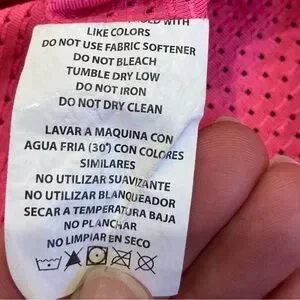 WITH
LIKE COLORS
DO NOT USE FABRIC SOFTENER
DO NOT BLEACH
TUMBLE DRY LOW
DO NOT IRON
DO NOT DRY CLEAN
LAVAR A MAQUINA CON
AGUA FRIA (30°) CON COLORES
SIMILARES
NO UTILIZAR SUAVIZANTE
NO UTILIZAR BLANQUEADOR
SECAR A TEMPERATURA BAJA
NO PLANCHAR
NO LIMPIAR EN SECO